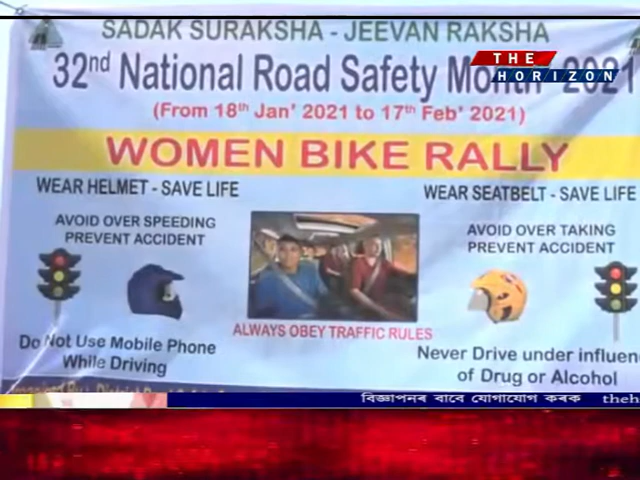 SADAK SURAKSHA - JEEVAN RAKSHA
32nd National Road Safety Month 2021
THE
HORIZON
(From 18th Jan' 2021 to 17th Feb' 2021)
WOMEN BIKE RALLY
WEAR HELMET - SAVE LIFE
WEAR SEATBELT - SAVE LIFE
AVOID OVER SPEEDING
PREVENT ACCIDENT
AVOID OVER TAKING
PREVENT ACCIDENT
ALWAYS OBEY TRAFFIC RULES
Do Not Use Mobile Phone
While Driving
Never Drive under influen
of Drug or Alcohol
বিজ্ঞাপনৰ বাবে যোগাযোগ কৰক theh